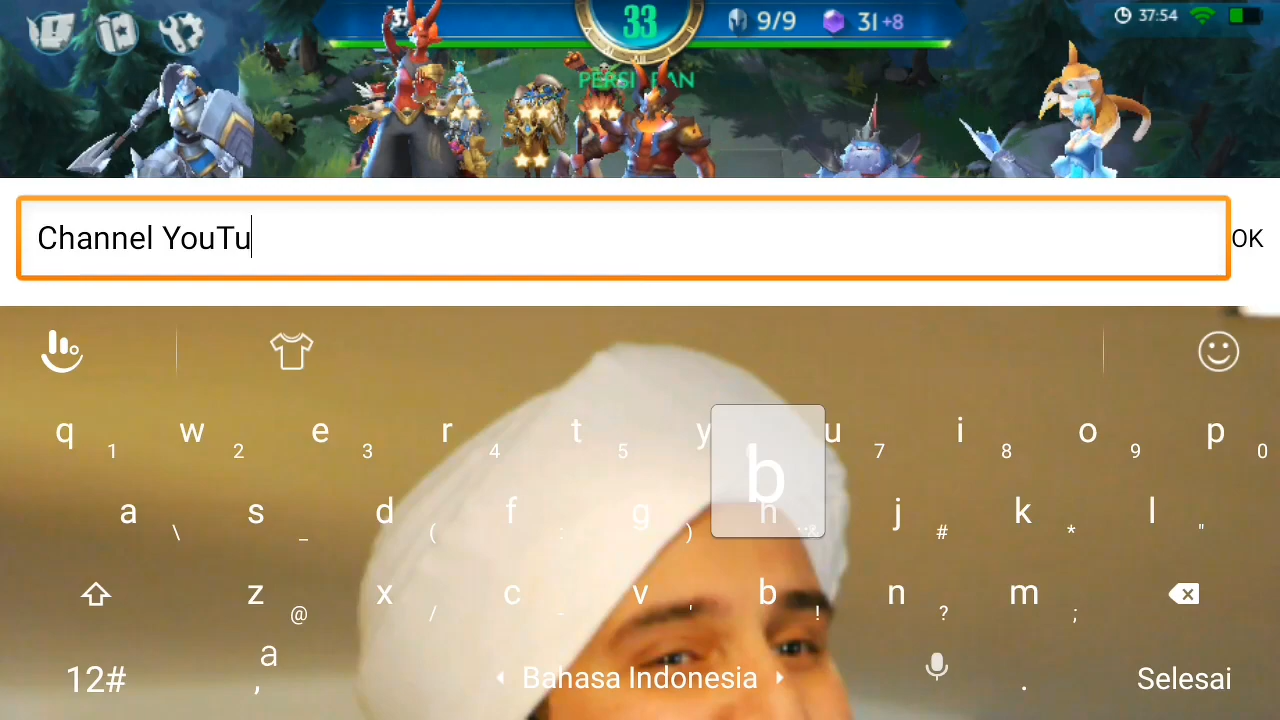 33
9/9
31 +8
37:54
Channel YouTu
OK
b
q 1 w 2 e 3 r 4 t 5 y u 7 i 8 o 9 p 0
a \ s _ d ( f : g ) h j # k * l "
z @ x / c - v ' b ! n ? m ;
12# a , Bahasa Indonesia . Selesai